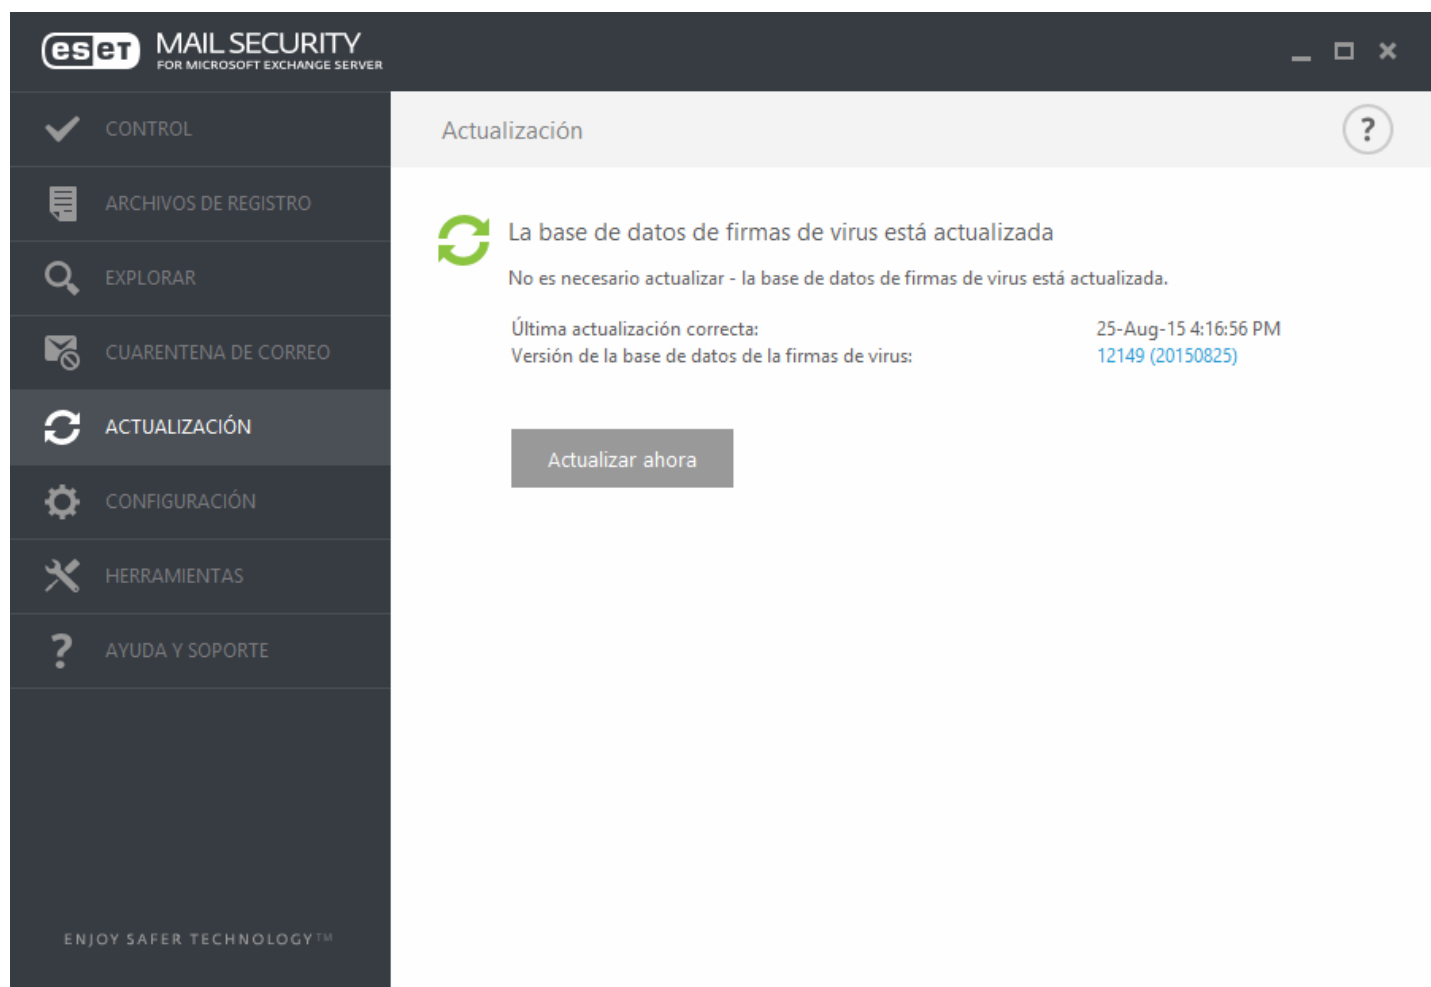 eset MAIL SECURITY
FOR MICROSOFT EXCHANGE SERVER
CONTROL
ARCHIVOS DE REGISTRO
EXPLORAR
CUARENTENA DE CORREO
ACTUALIZACIÓN
CONFIGURACIÓN
HERRAMIENTAS
AYUDA Y SOPORTE
ENJOY SAFER TECHNOLOGY™
Actualización
?
La base de datos de firmas de virus está actualizada
No es necesario actualizar - la base de datos de firmas de virus está actualizada.
Última actualización correcta: 25-Aug-15 4:16:56 PM
Versión de la base de datos de la firmas de virus: 12149 (20150825)
Actualizar ahora